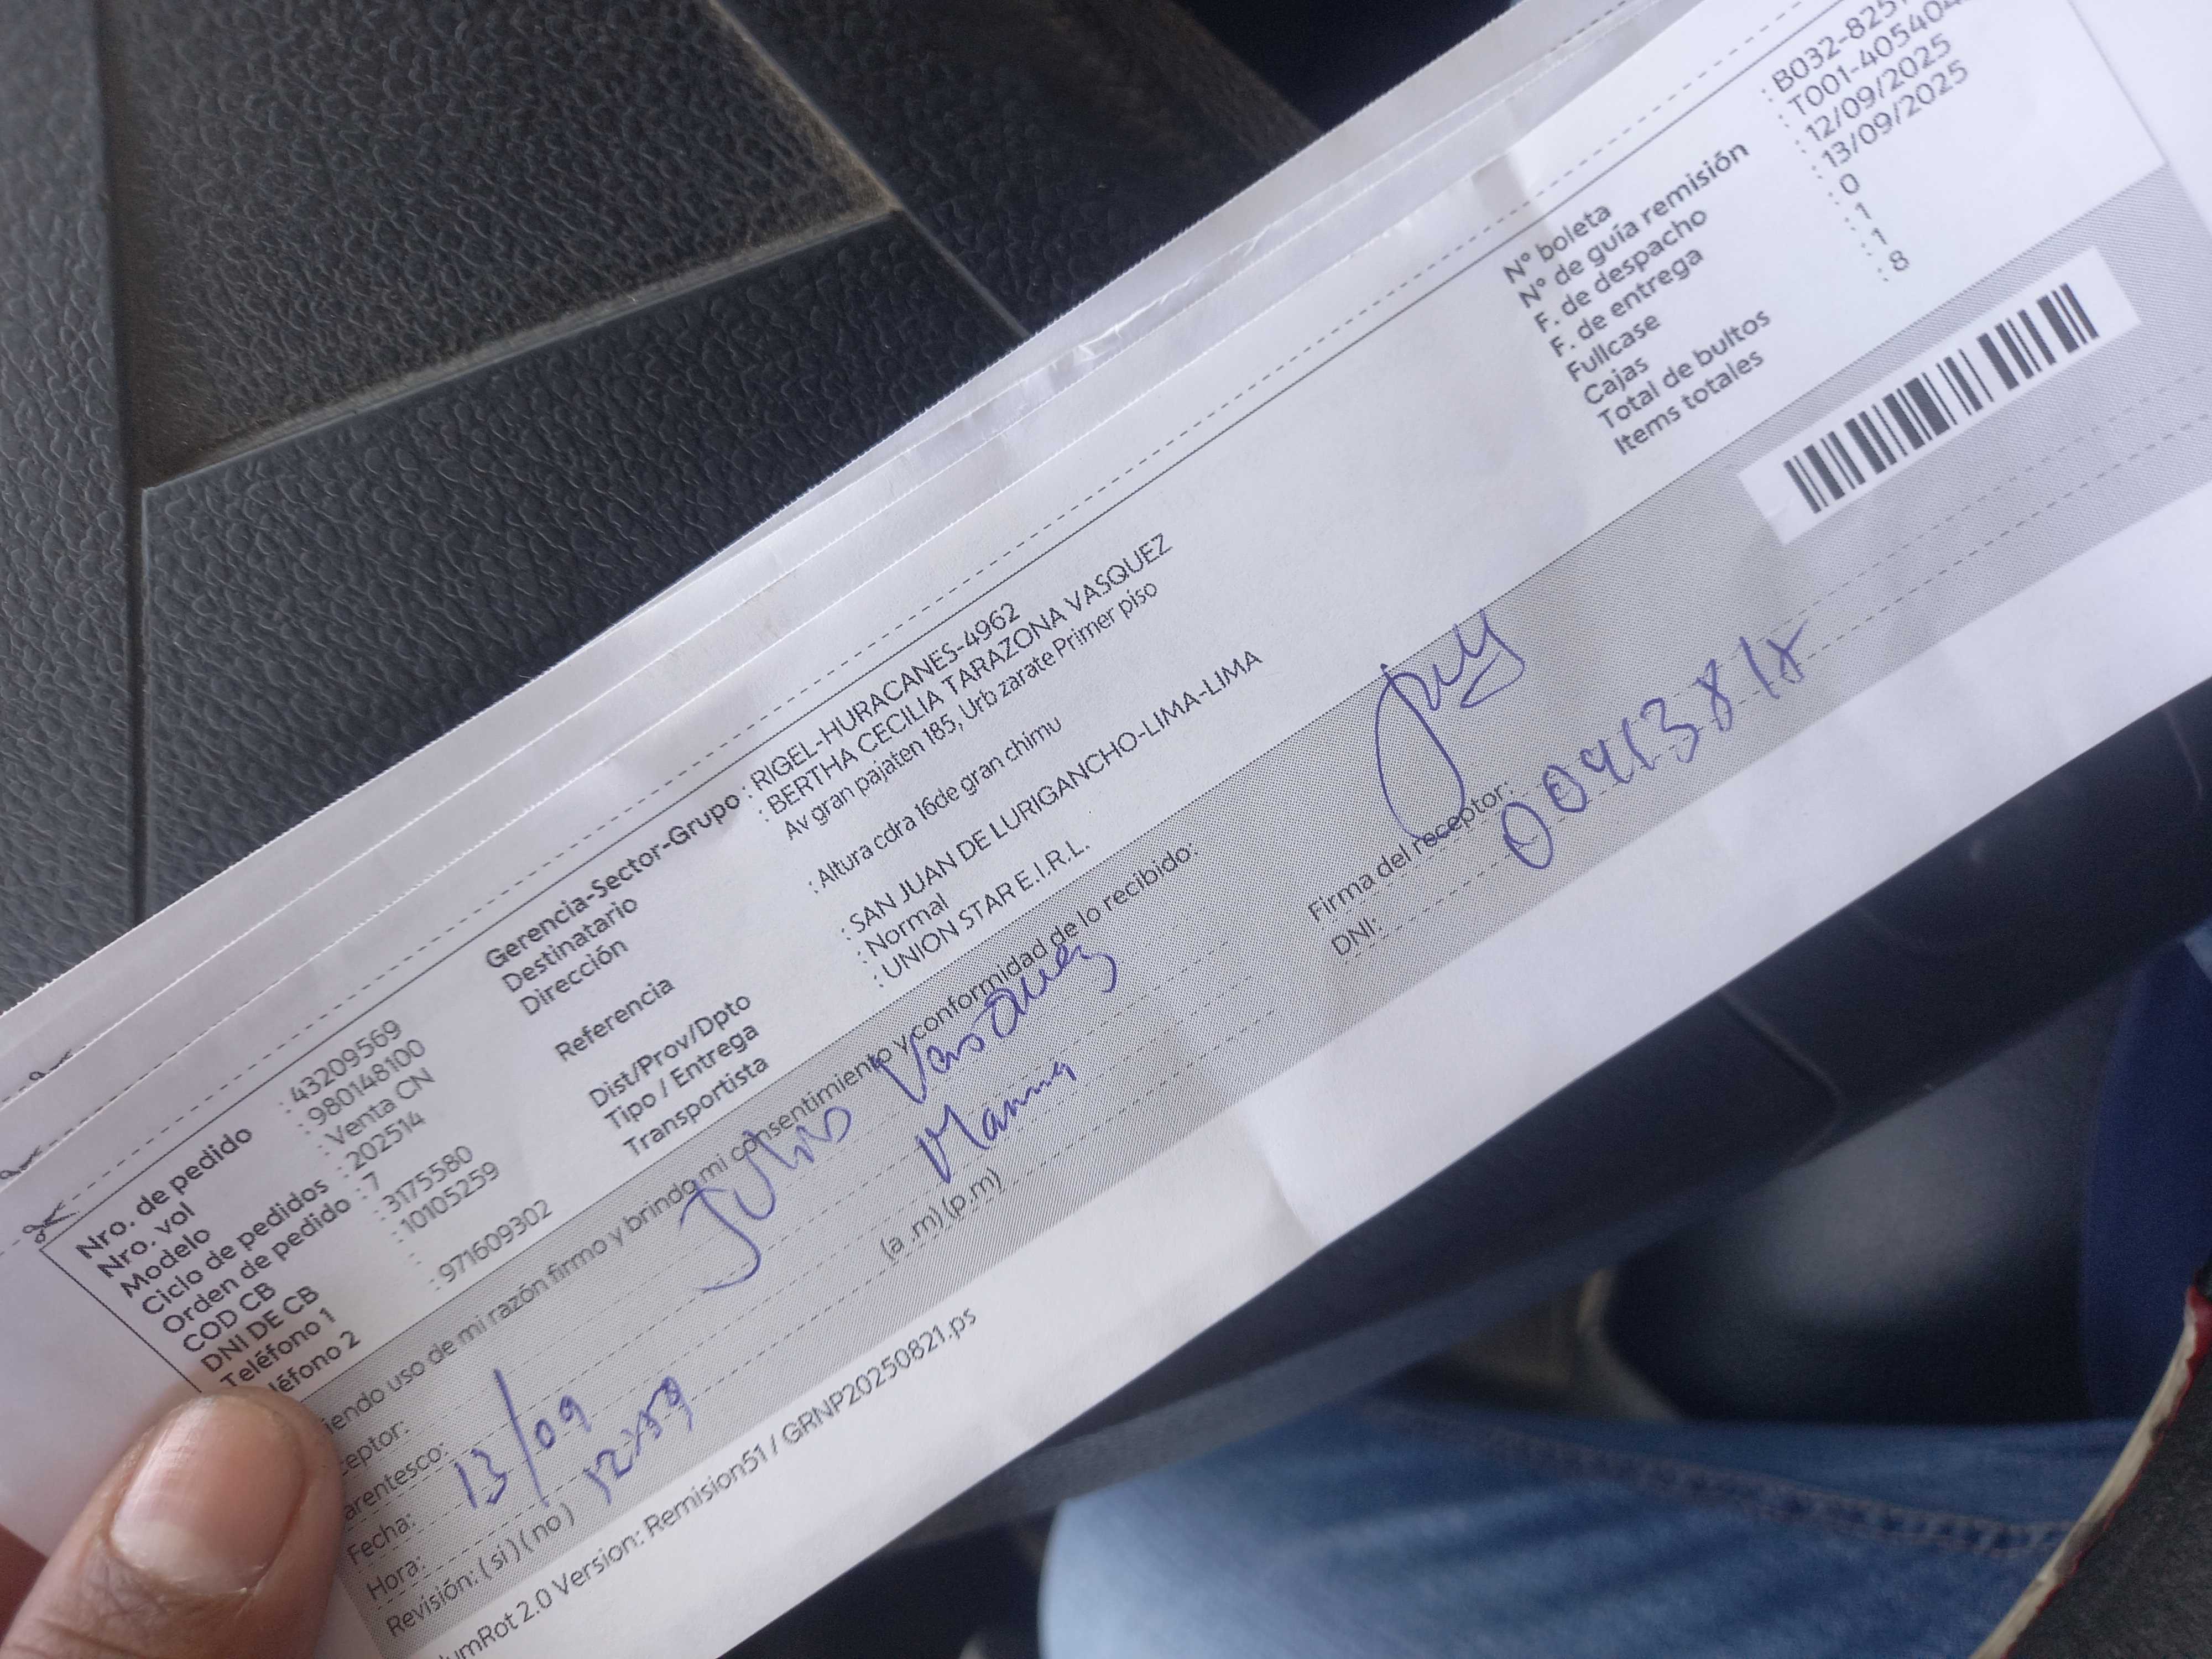 Nro. de pedido : 43209569
Nro. vol : 980148100
Modelo : Venta CN
Ciclo de pedidos : 202514
Orden de pedido : 7
COD CB : 3175580
DNI DE CB : 10105259
Teléfono 1 :
léfono 2 : 971609302
Gerencia-Sector-Grupo : RIGEL-HURACANES-4962
Destinatario : BERTHA CECILIA TARAZONA VASQUEZ
Dirección : Av gran pajaten 185, Urb zarate Primer piso
Referencia : Altura cdra 16de gran chimu
Dist/Prov/Dpto : SAN JUAN DE LURIGANCHO-LIMA-LIMA
Tipo / Entrega : Normal
Transportista : UNION STAR E.I.R.L.
N° boleta : B032-825
N° de guía remisión : T001-40540
F. de despacho : 12/09/2025
F. de entrega : 13/09/2025
Fullcase : 0
Cajas : 1
Total de bultos : 1
Items totales : 8
iendo uso de mi razón firmo y brindo mi consentimiento y conformidad de lo recibido:
ceptor: Julio Vasquez
arentesco: Mama
Fecha: 13/09
Hora: 12:59 (a .m) (p.m)
Revisión: ( si ) ( no )
Firma del receptor:
DNI:
umRot 2.0 Version: Remision51 / GRNP20250821.ps